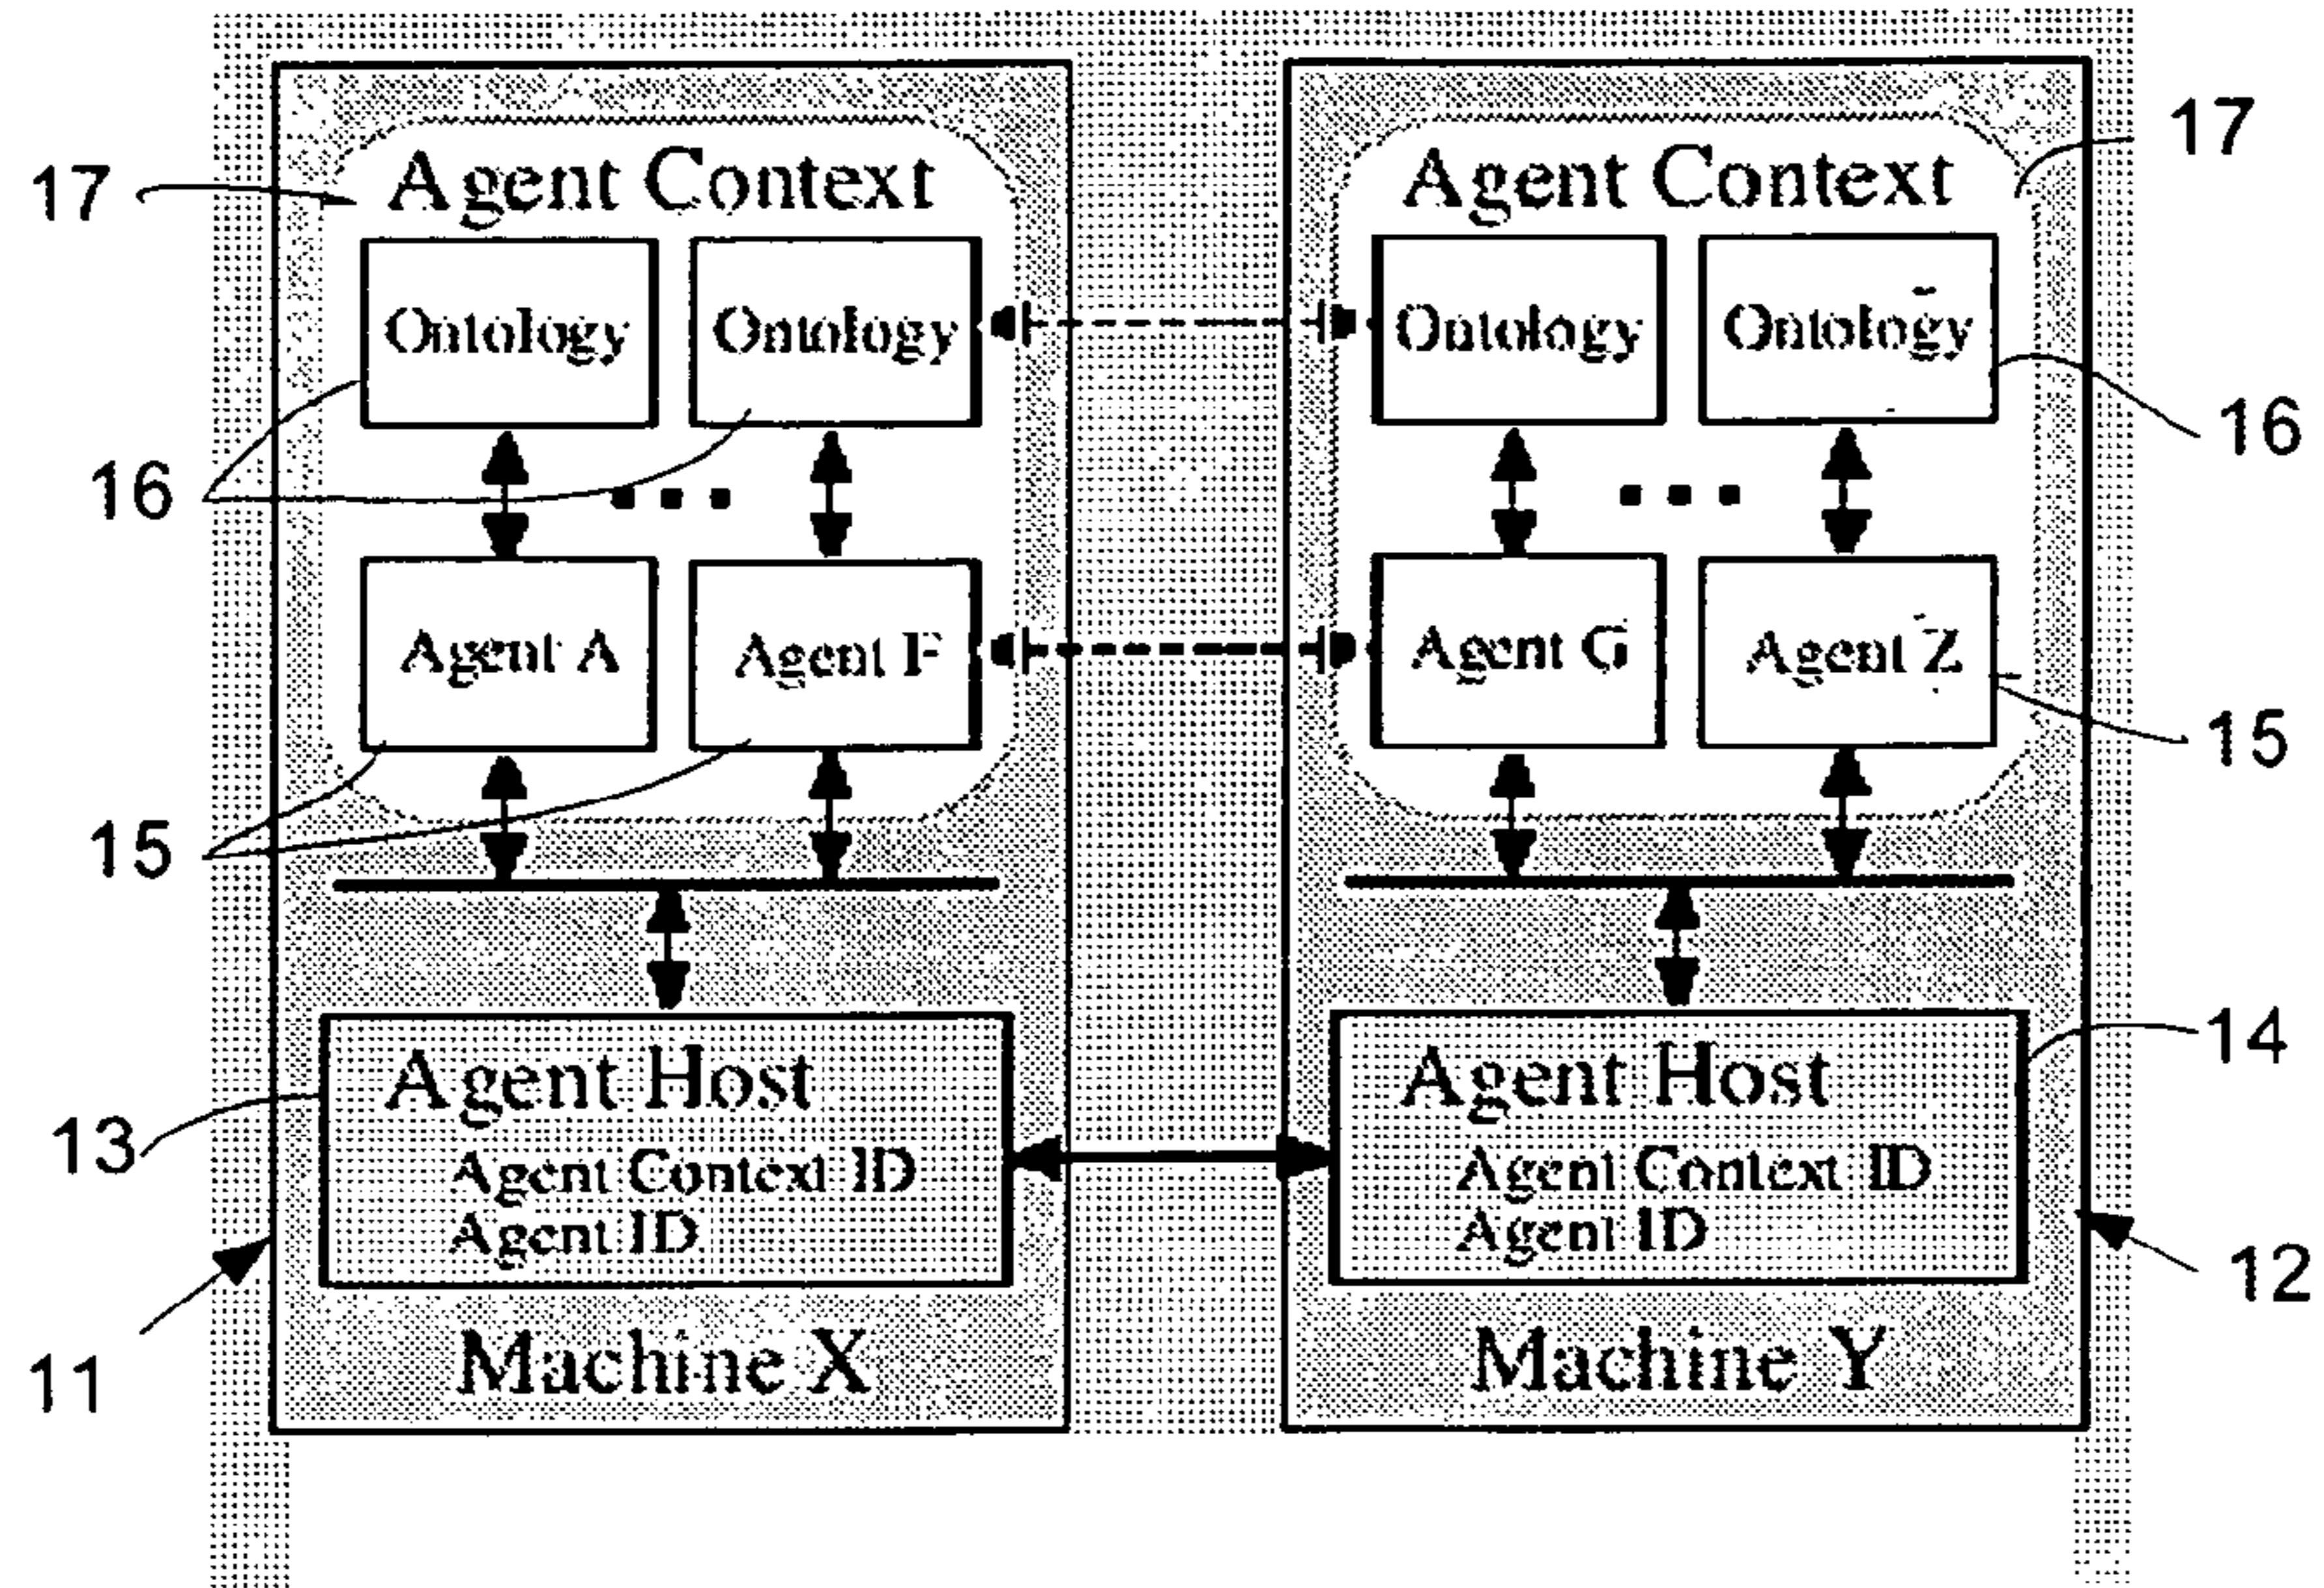 17
Agent Context
Ontology
Ontology
16
Agent A
Agent F
15
Agent Host
Agent Context ID
Agent ID
13
11
Machine X
Agent Context
17
Ontology
Ontology
16
Agent G
Agent Z
15
Agent Host
Agent Context ID
Agent ID
14
12
Machine Y